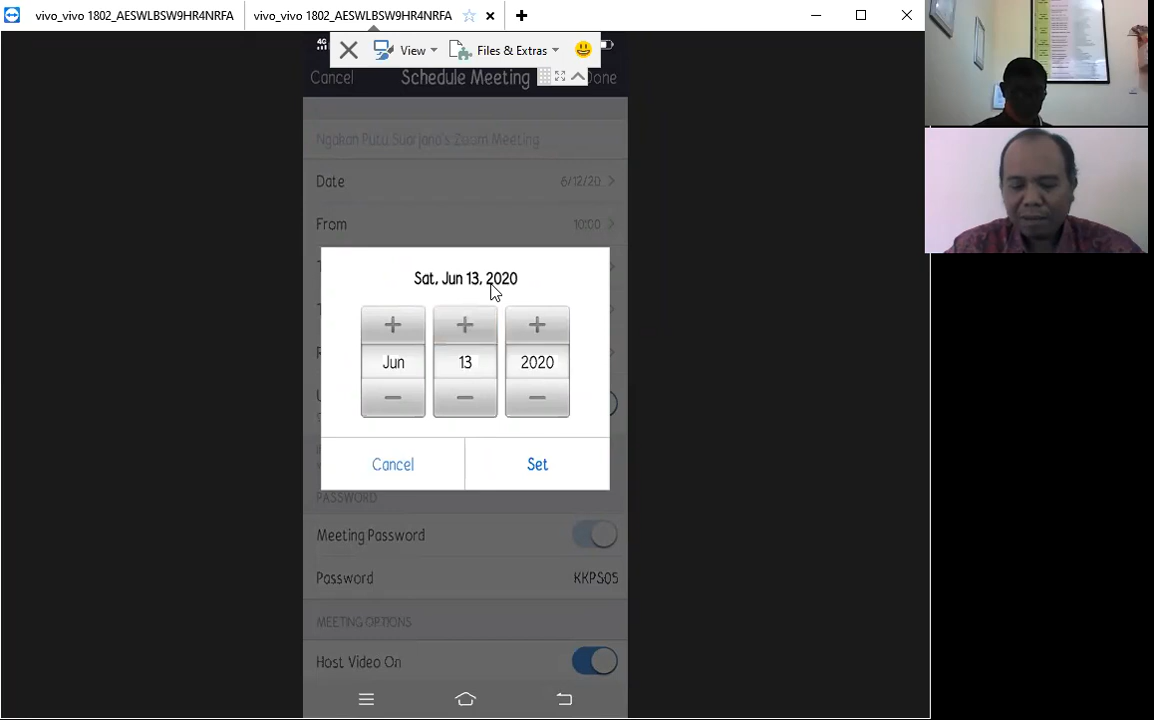 vivo_vivo 1802_AESWLBSW9HR4NRFA
vivo_vivo 1802_AESWLBSW9HR4NRFA
4G
View
Files & Extras
Cancel
Schedule Meeting
Done
Ngakan Putu Suarjana's Zoom Meeting
Date
6/12/20
From
10:00
Sat, Jun 13, 2020
Jun
13
2020
Cancel
Set
PASSWORD
Meeting Password
Password
KKPS05
MEETING OPTIONS
Host Video On